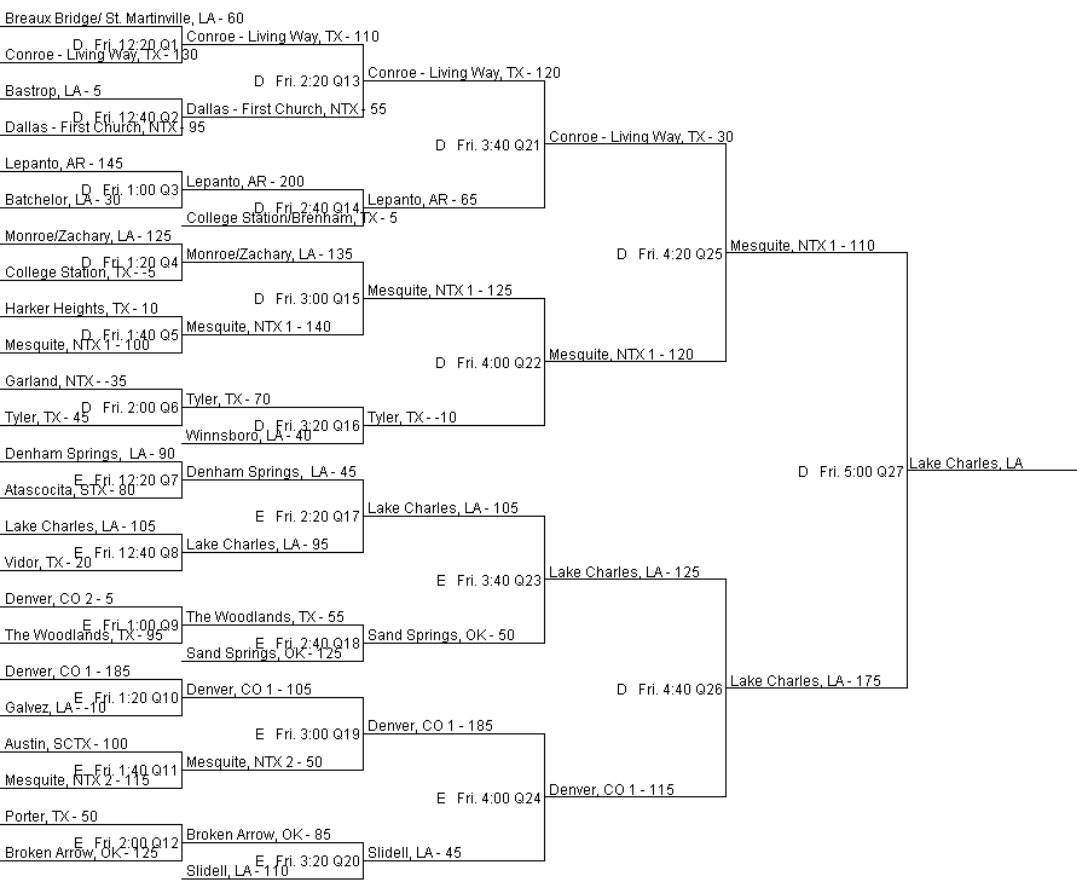 Breaux Bridge/ St. Martinville, LA - 60
D Fri. 12:20 Q1
Conroe - Living Way, TX - 130
Bastrop, LA - 5
D Fri. 12:40 Q2
Dallas - First Church, NTX - 95
Lepanto, AR - 145
D Fri. 1:00 Q3
Batchelor, LA - 30
Monroe/Zachary, LA - 125
D Fri. 1:20 Q4
College Station, TX - -5
Harker Heights, TX - 10
D Fri. 1:40 Q5
Mesquite, NTX 1 - 100
Garland, NTX - -35
D Fri. 2:00 Q6
Tyler, TX - 45
Denham Springs, LA - 90
E Fri. 12:20 Q7
Atascocita, STX - 80
Lake Charles, LA - 105
E Fri. 12:40 Q8
Vidor, TX - 20
Denver, CO 2 - 5
E Fri. 1:00 Q9
The Woodlands, TX - 95
Denver, CO 1 - 185
E Fri. 1:20 Q10
Galvez, LA - -10
Austin, SCTX - 100
E Fri. 1:40 Q11
Mesquite, NTX 2 - 115
Porter, TX - 50
E Fri. 2:00 Q12
Broken Arrow, OK - 125
Conroe - Living Way, TX - 110
D Fri. 2:20 Q13
Dallas - First Church, NTX - 55
Lepanto, AR - 200
D Fri. 2:40 Q14
College Station/Brenham, TX - 5
Monroe/Zachary, LA - 135
D Fri. 3:00 Q15
Mesquite, NTX 1 - 140
Tyler, TX - 70
D Fri. 3:20 Q16
Winnsboro, LA - 40
Denham Springs, LA - 45
E Fri. 2:20 Q17
Lake Charles, LA - 95
The Woodlands, TX - 55
E Fri. 2:40 Q18
Sand Springs, OK - 125
Denver, CO 1 - 105
E Fri. 3:00 Q19
Mesquite, NTX 2 - 50
Broken Arrow, OK - 85
E Fri. 3:20 Q20
Slidell, LA - 110
Conroe - Living Way, TX - 120
D Fri. 3:40 Q21
Lepanto, AR - 65
Mesquite, NTX 1 - 125
D Fri. 4:00 Q22
Tyler, TX - -10
Lake Charles, LA - 105
E Fri. 3:40 Q23
Sand Springs, OK - 50
Denver, CO 1 - 185
E Fri. 4:00 Q24
Slidell, LA - 45
Conroe - Living Way, TX - 30
D Fri. 4:20 Q25
Mesquite, NTX 1 - 120
Lake Charles, LA - 125
D Fri. 4:40 Q26
Denver, CO 1 - 115
Mesquite, NTX 1 - 110
D Fri. 5:00 Q27
Lake Charles, LA - 175
Lake Charles, LA